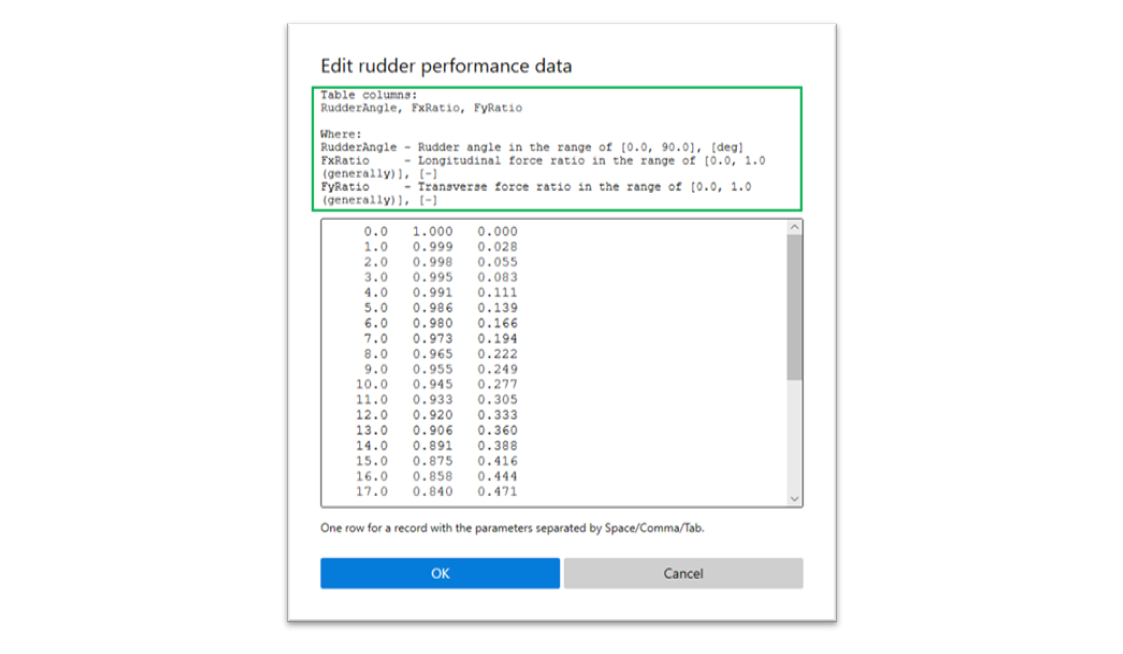 Edit rudder performance data
Table columns:
RudderAngle, FxRatio, FyRatio
Where:
RudderAngle - Rudder angle in the range of [0.0, 90.0], [deg]
FxRatio - Longitudinal force ratio in the range of [0.0, 1.0
(generally)], [-]
FyRatio - Transverse force ratio in the range of [0.0, 1.0
(generally)], [-]
0.0 1.000 0.000
1.0 0.999 0.028
2.0 0.998 0.055
3.0 0.995 0.083
4.0 0.991 0.111
5.0 0.986 0.139
6.0 0.980 0.166
7.0 0.973 0.194
8.0 0.965 0.222
9.0 0.955 0.249
10.0 0.945 0.277
11.0 0.933 0.305
12.0 0.920 0.333
13.0 0.906 0.360
14.0 0.891 0.388
15.0 0.875 0.416
16.0 0.858 0.444
17.0 0.840 0.471
One row for a record with the parameters separated by Space/Comma/Tab.
OK Cancel